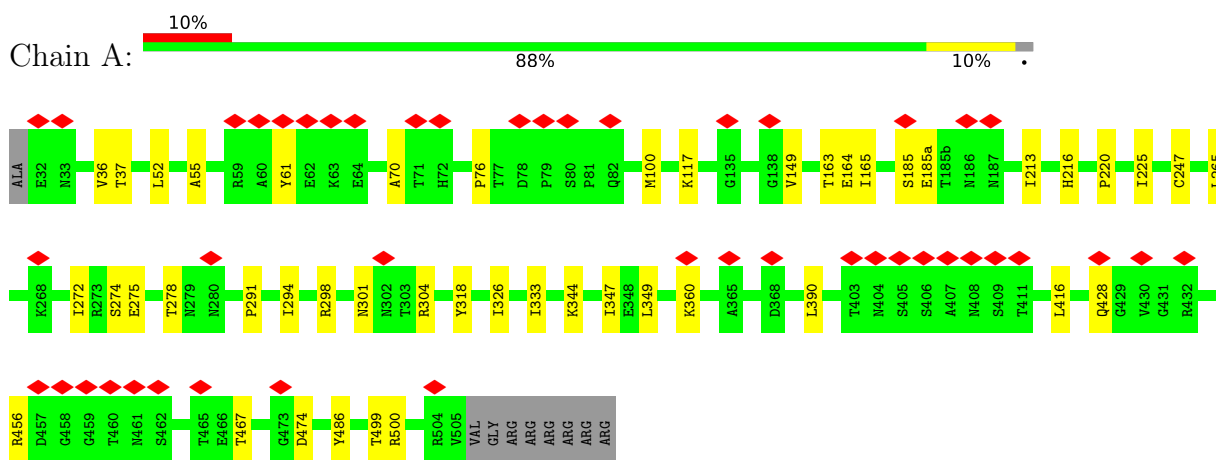 10%
Chain A:
88% 10% •
ALA E32 N33 V36 T37 L52 A55 R59 A60 Y61 E62 K63 E64 A70 T71 H72 P76 T77 D78 P79 S80 P81 Q82 M100 K117 G135 G138 V149 T163 E164 I165 S185 E185a T185b N186 N187 I213 H216 P220 I225 C247
K268 I272 R273 S274 E275 T278 N279 N280 P291 I294 R298 N301 N302 T303 R304 Y318 I326 I333 K344 I347 E348 L349 K360 A365 D368 L390 T403 N404 S405 S406 A407 N408 S409 T411 L416 Q428 G429 V430 G431 R432
R456 D457 G458 G459 T460 N461 S462 T465 E466 T467 G473 D474 Y486 T499 R500 R504 V505 VAL GLY ARG ARG ARG ARG ARG ARG